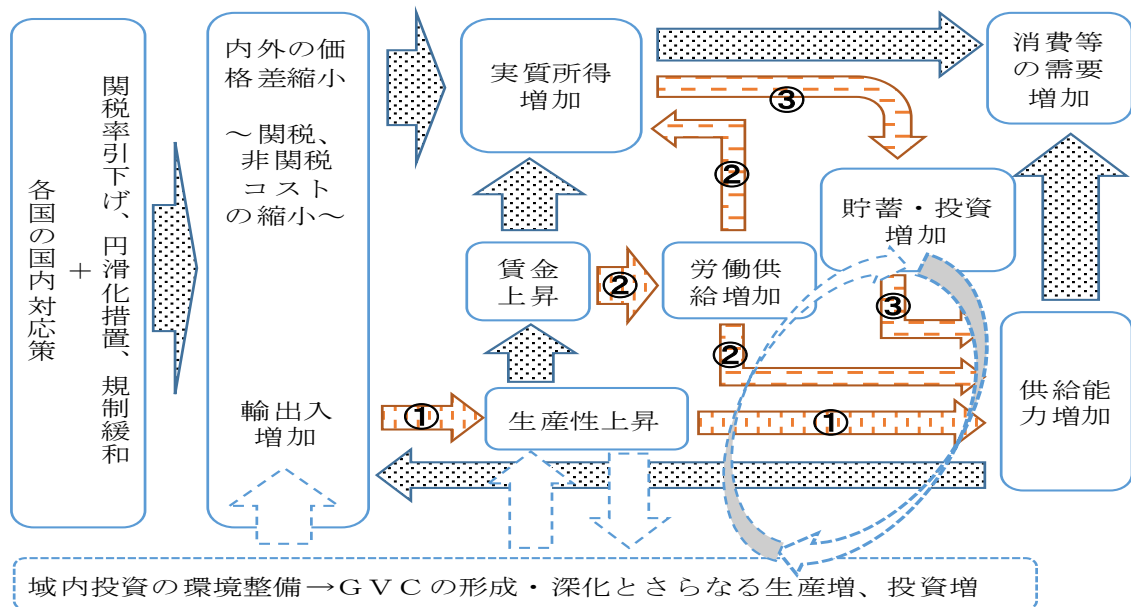 関税率引下げ、円滑化措置、規制緩和
+
各国の国内対応策
内外の価
格差縮小
～関税、
非関税
コスト
の縮小～
輸出入
増加
実質所得
増加
消費等
の需要
増加
③
②
貯蓄・投資
増加
賃金
上昇
②
労働供
給増加
③
②
①
生産性上昇
①
供給能
力増加
域内投資の環境整備→ＧＶＣの形成・深化とさらなる生産増、投資増